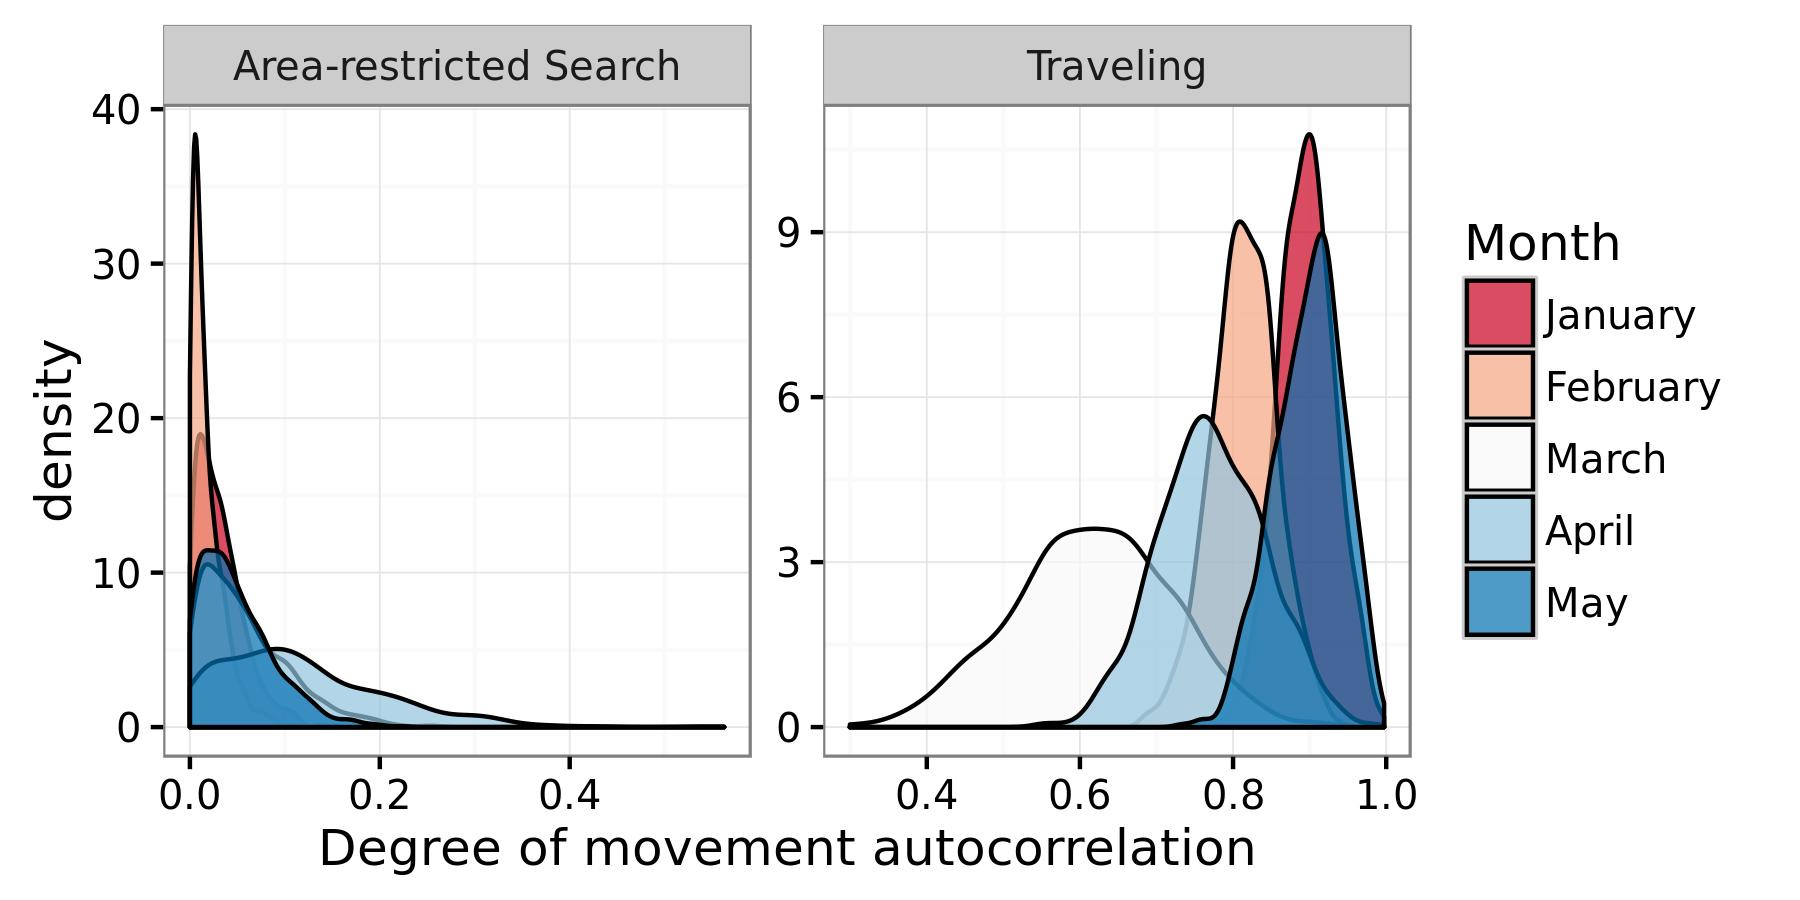 Area-restricted Search
Traveling
density
40
30
20
10
0
0.0 0.2 0.4
9
6
3
0
0.4 0.6 0.8 1.0
Degree of movement autocorrelation
Month
January
February
March
April
May